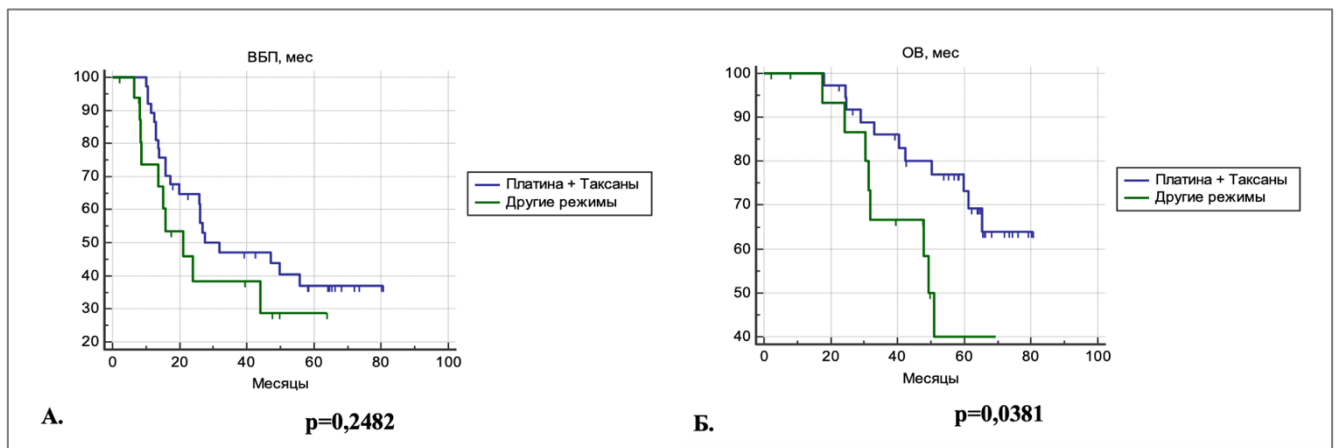 ВБП, мес
100
90
80
70
60
50
40
30
20
0
20
40
60
80
100
Месяцы
Платина + Таксаны
Другие режимы
А.
p=0,2482
ОВ, мес
100
90
80
70
60
50
40
0
20
40
60
80
100
Месяцы
Платина + Таксаны
Другие режимы
Б.
p=0,0381